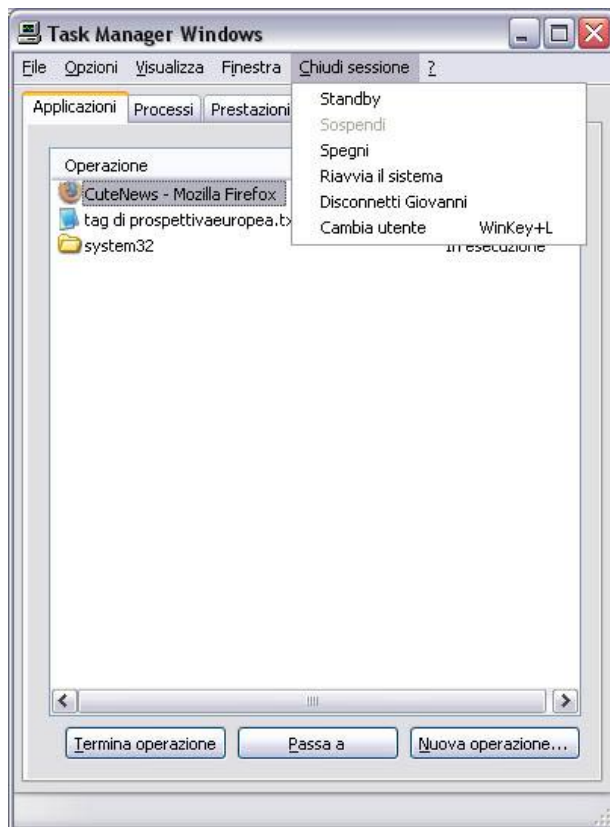 Task Manager Windows
File Opzioni Visualizza Finestra Chiudi sessione ?
Applicazioni Processi Prestazioni
Standby
Sospendi
Spegni
Riavvia il sistema
Disconnetti Giovanni
Cambia utente WinKey+L
Operazione
CuteNews - Mozilla Firefox
tag di prospettivaeuropea.tx
system32 In esecuzione
Termina operazione Passa a Nuova operazione...